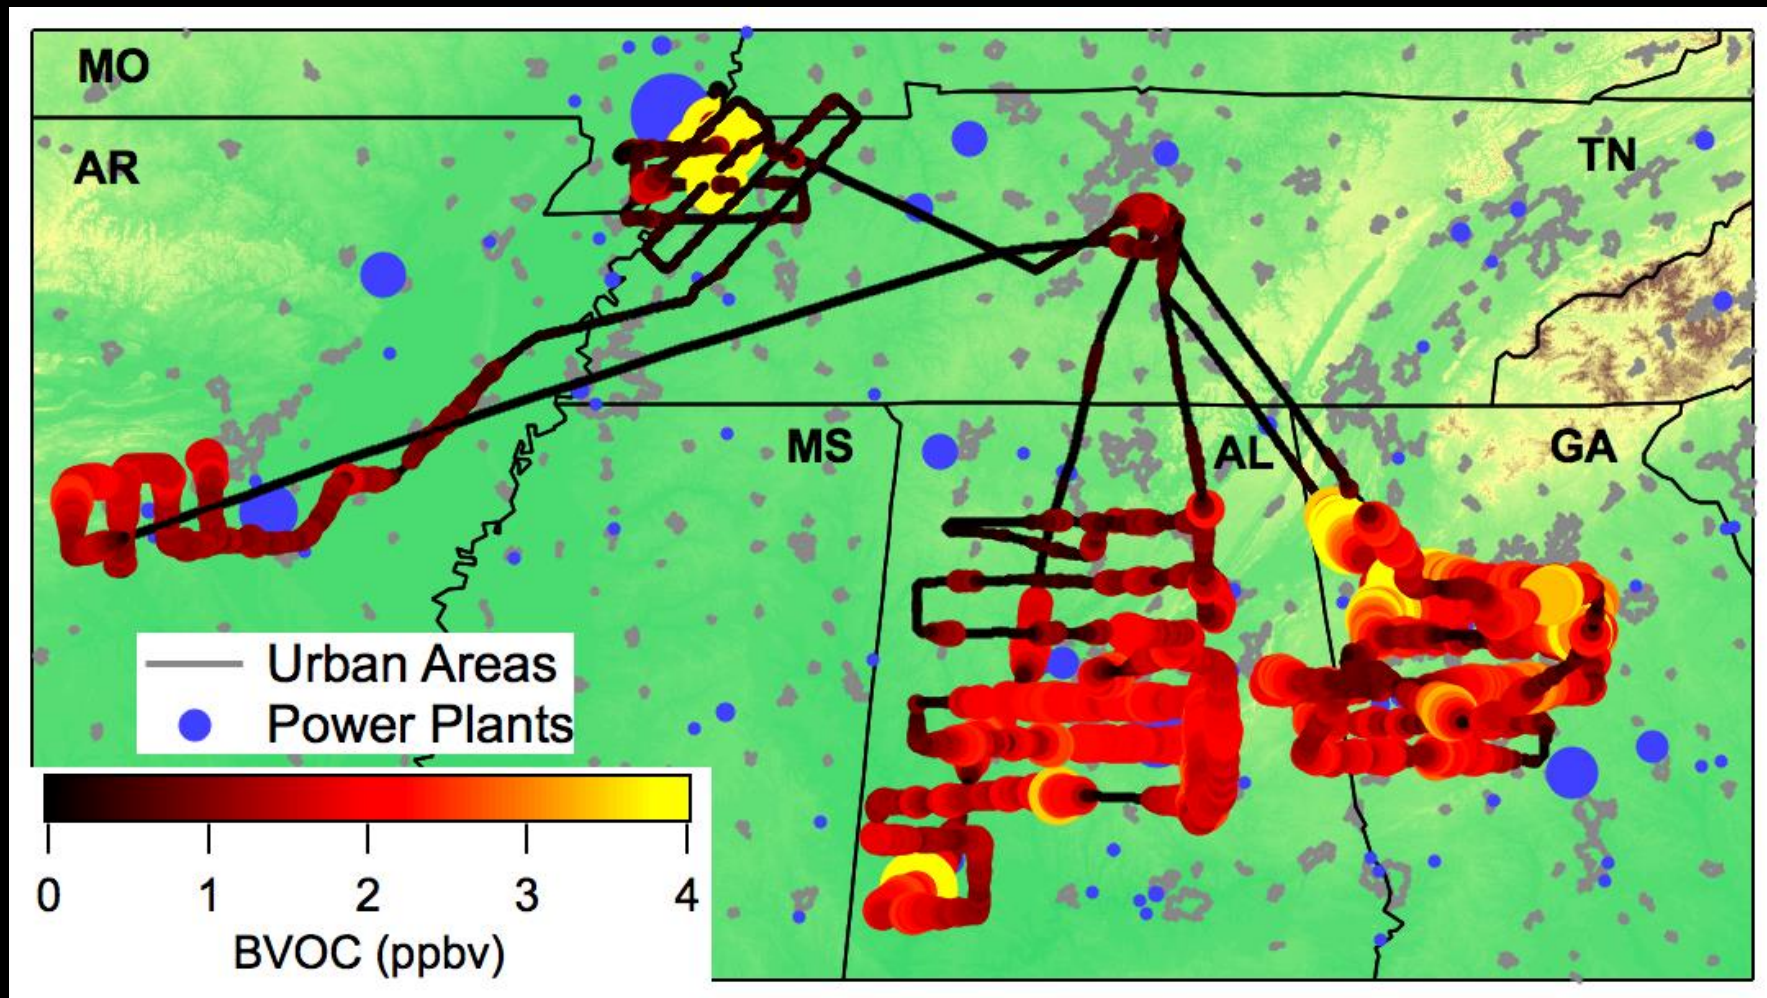 MO
AR
TN
MS
AL
GA
Urban Areas
Power Plants
0 1 2 3 4
BVOC (ppbv)